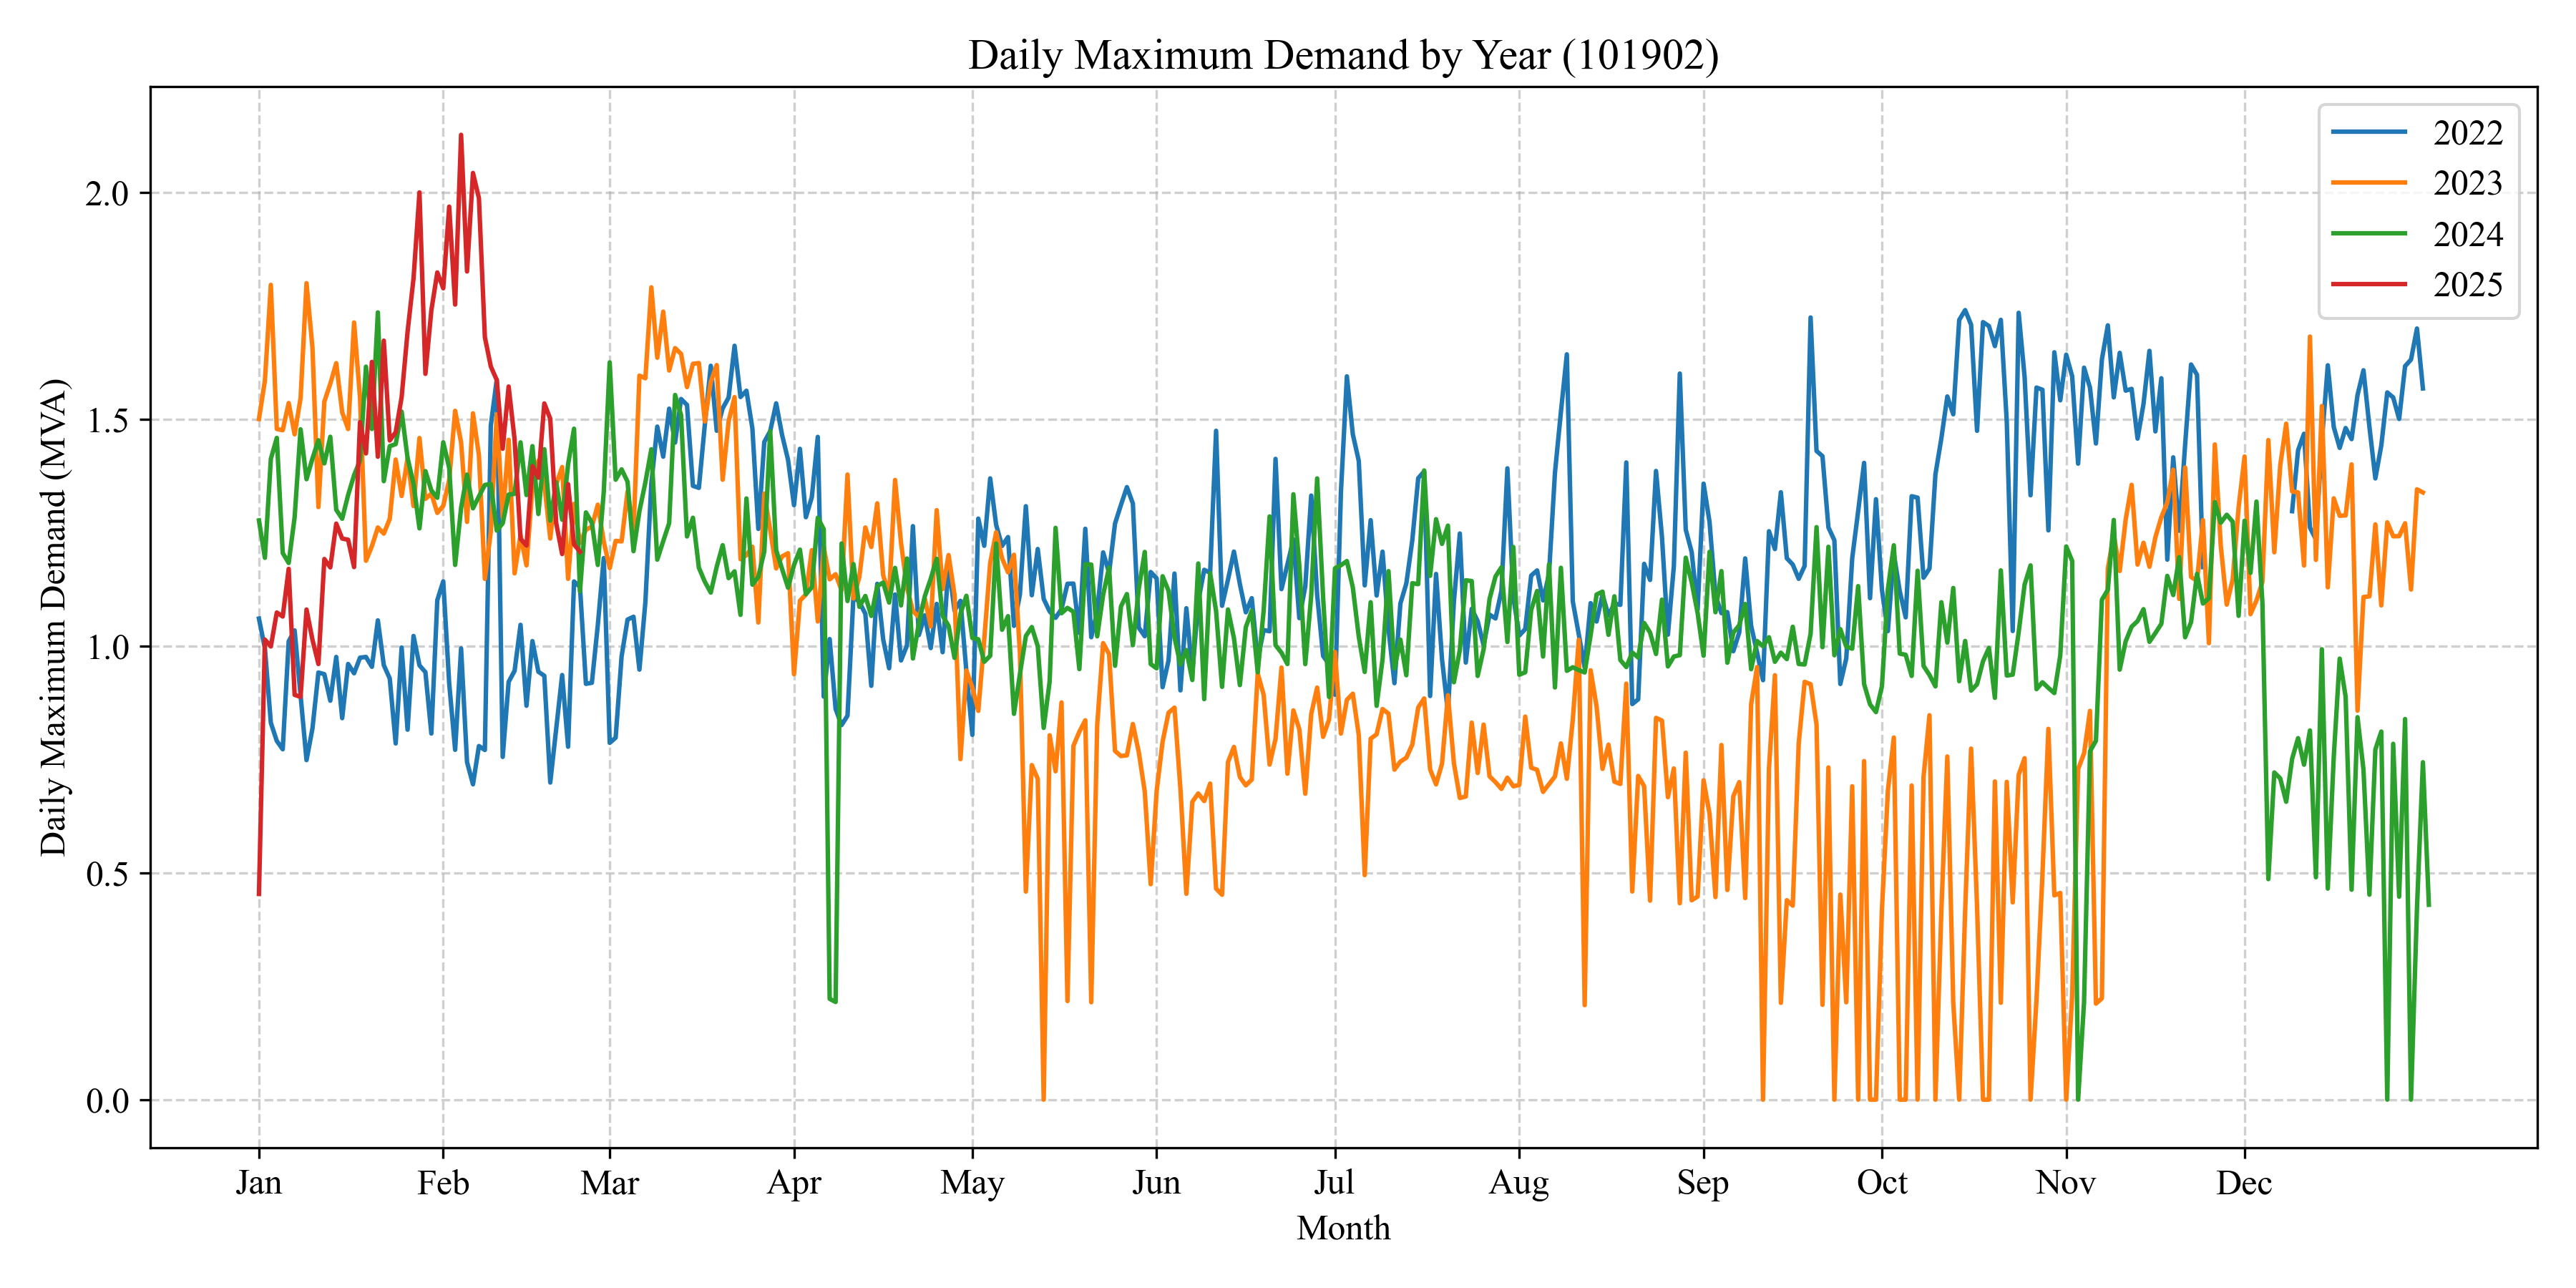 Daily Maximum Demand by Year (101902)
2022
2023
2024
2025
Daily Maximum Demand (MVA)
2.0
1.5
1.0
0.5
0.0
Jan Feb Mar Apr May Jun Jul Aug Sep Oct Nov Dec
Month